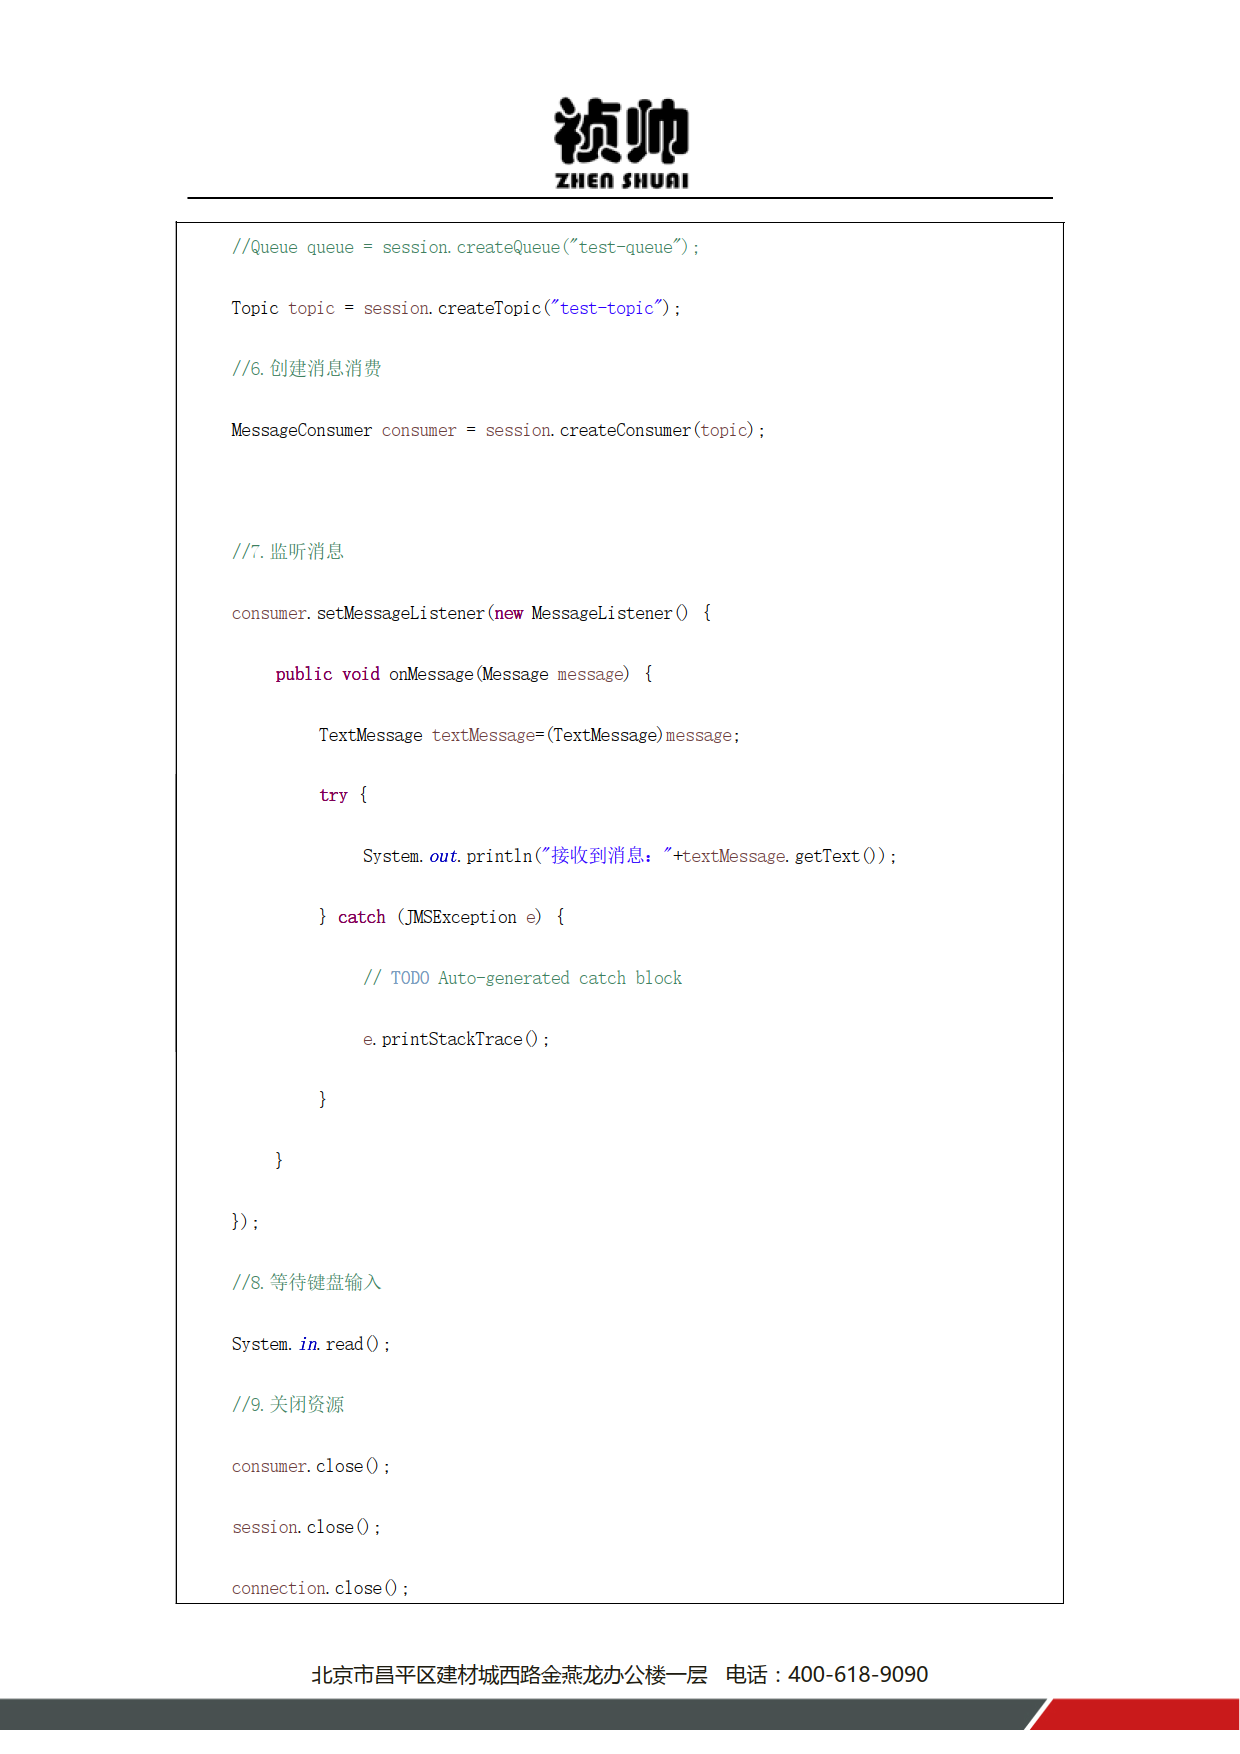 祯帅
ZHEN SHUAI
//Queue queue = session.createQueue("test-queue");
Topic topic = session.createTopic("test-topic");
//6.创建消息消费
MessageConsumer consumer = session.createConsumer(topic);
//7.监听消息
consumer.setMessageListener(new MessageListener() {
public void onMessage(Message message) {
TextMessage textMessage=(TextMessage)message;
try {
System.out.println("接收到消息："+textMessage.getText());
} catch (JMSException e) {
// TODO Auto-generated catch block
e.printStackTrace();
}
}
});
//8.等待键盘输入
System.in.read();
//9.关闭资源
consumer.close();
session.close();
connection.close();
北京市昌平区建材城西路金燕龙办公楼一层 电话：400-618-9090